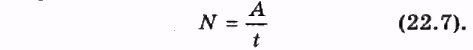 N = A/t (22.7).